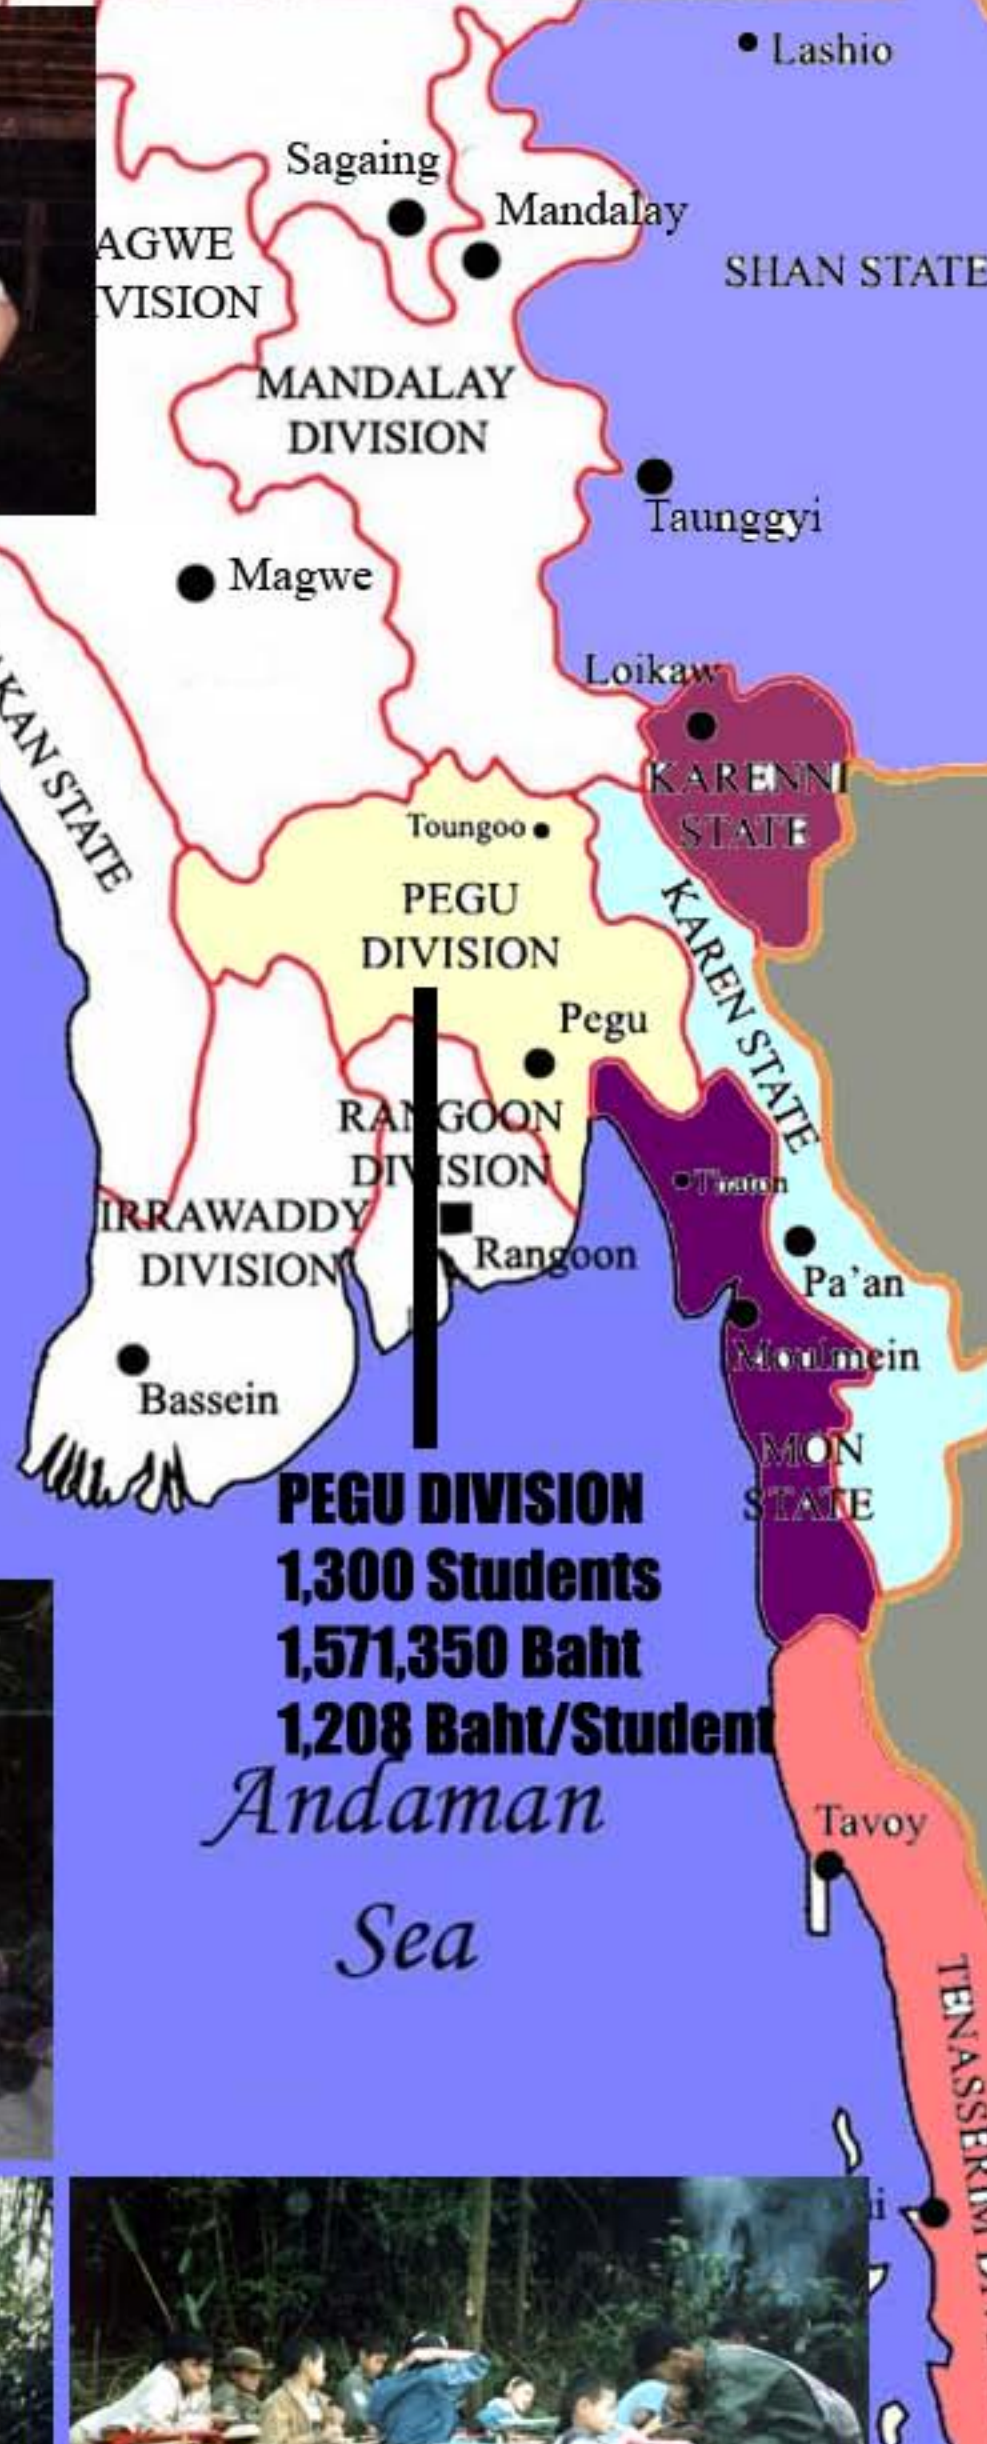 Lashio
Sagaing
Mandalay
AGWE
VISION
SHAN STATE
MANDALAY
DIVISION
Taunggyi
Magwe
Loikaw
KAN STATE
KARENNI
STATE
Toungoo
PEGU
DIVISION
KAREN STATE
Pegu
RANGOON
DIVISION
Thaton
IRRAWADDY
DIVISION
Rangoon
Pa'an
Moulmein
Bassein
MON
STATE
PEGU DIVISION
1,300 Students
1,571,350 Baht
1,208 Baht/Student
Andaman
Sea
Tavoy
TENASSERIM